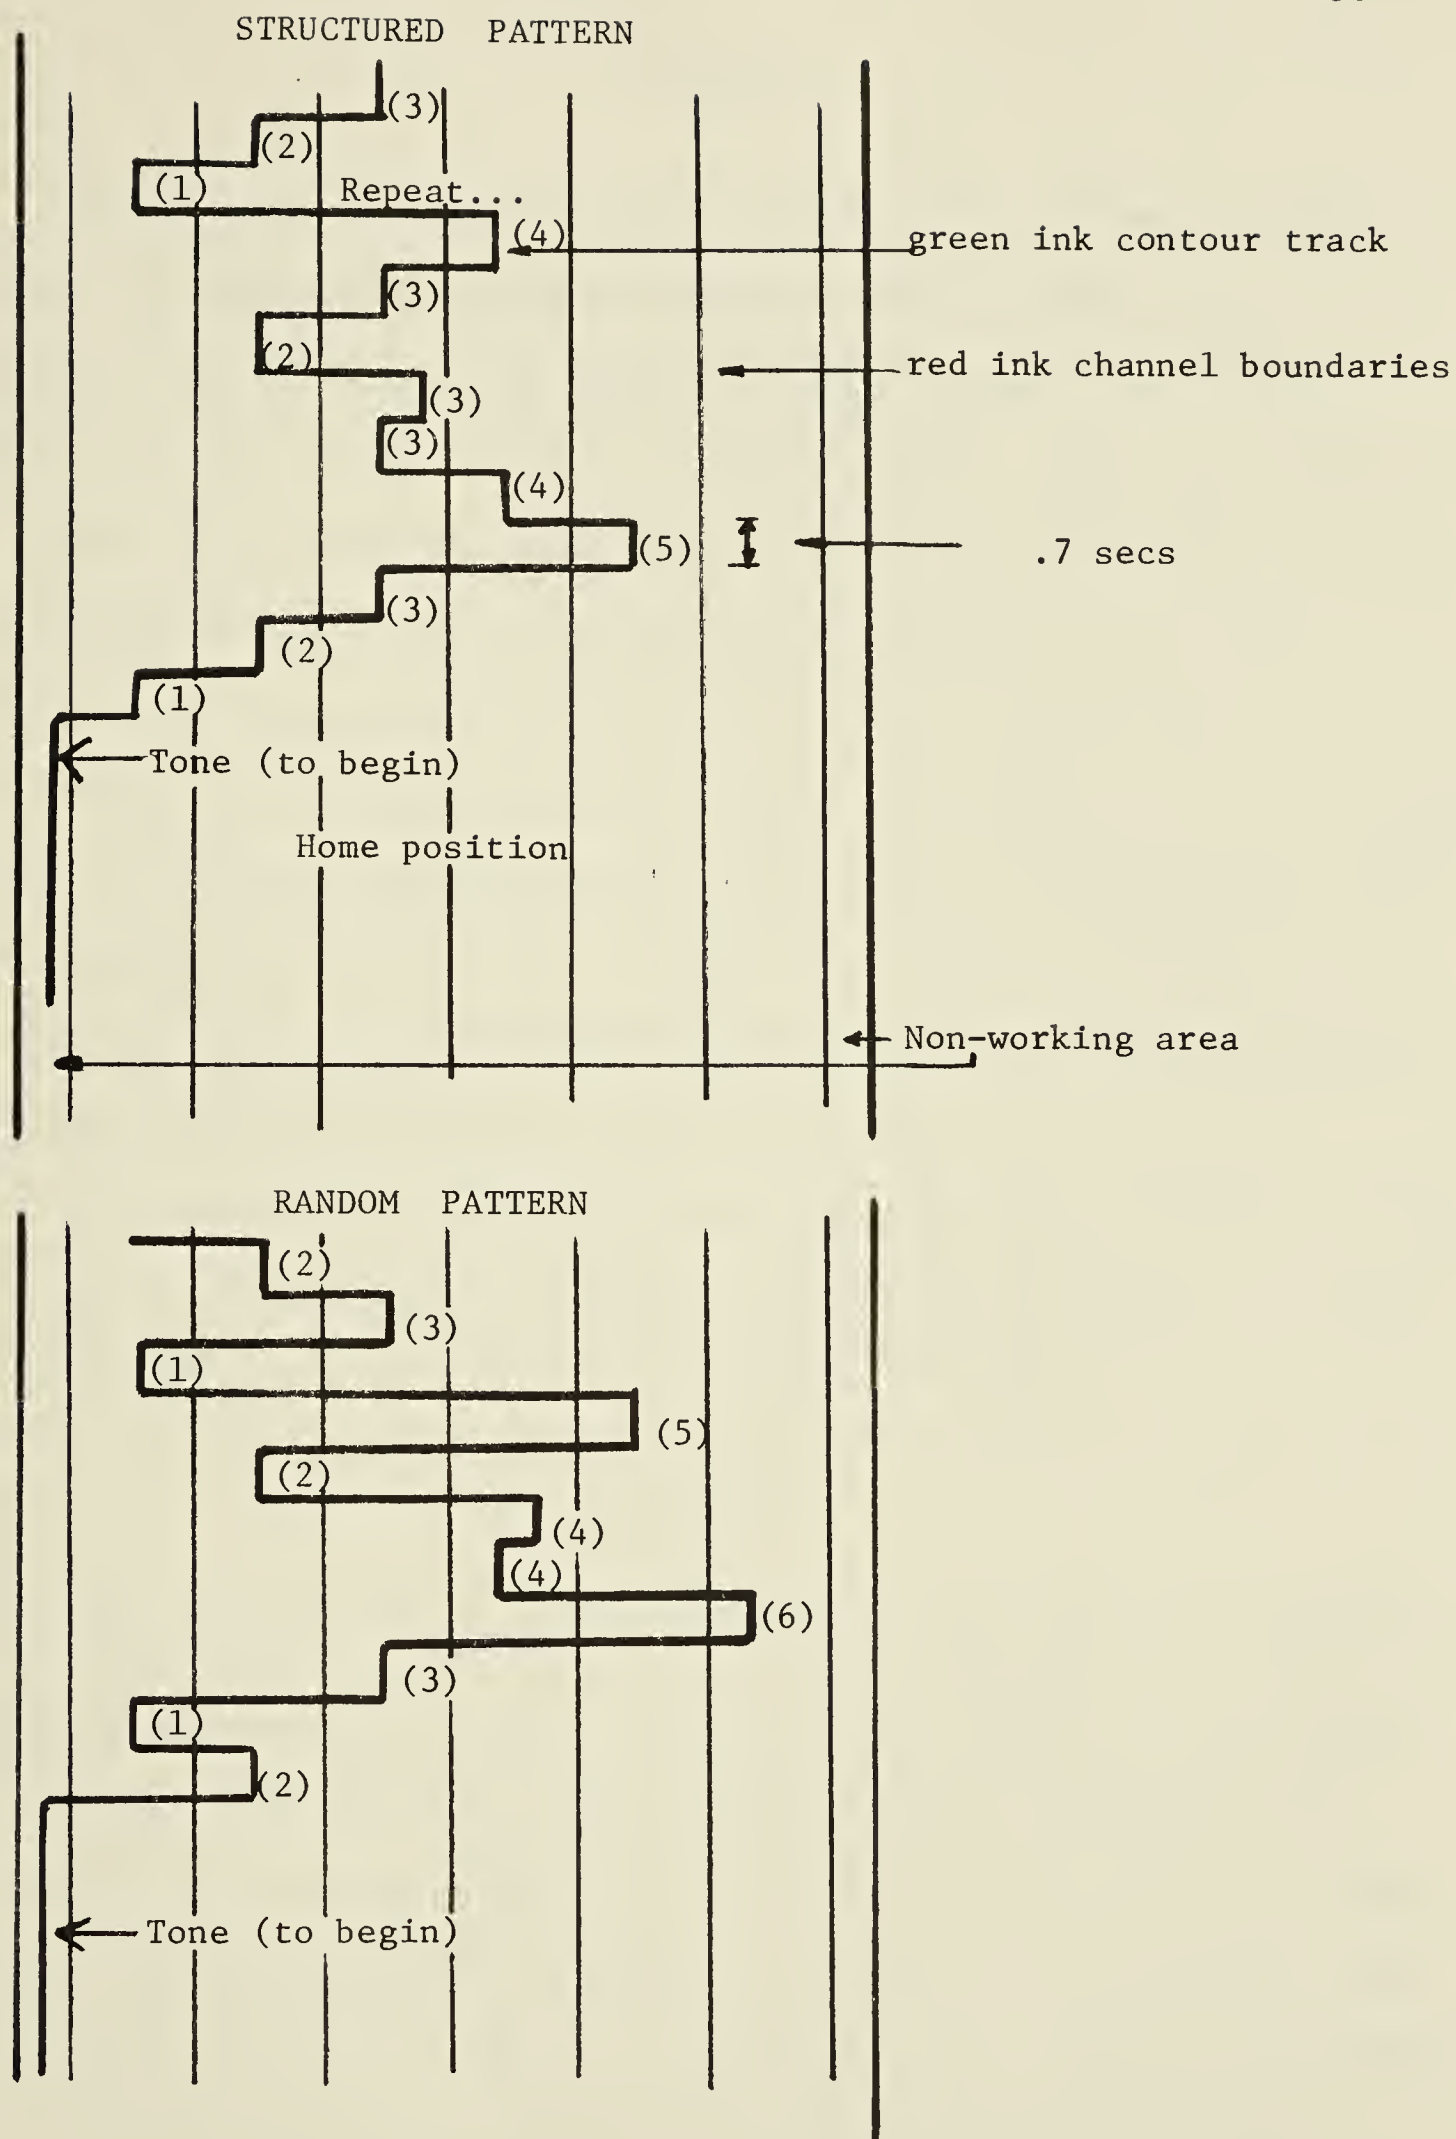 STRUCTURED PATTERN
(3)
(2)
(1)
Repeat...
(4)
green ink contour track
(3)
(2)
red ink channel boundaries
(3)
(3)
(4)
(5)
.7 secs
(3)
(2)
(1)
Tone (to begin)
Home position
Non-working area
RANDOM PATTERN
(2)
(3)
(1)
(5)
(2)
(4)
(4)
(6)
(3)
(1)
(2)
Tone (to begin)